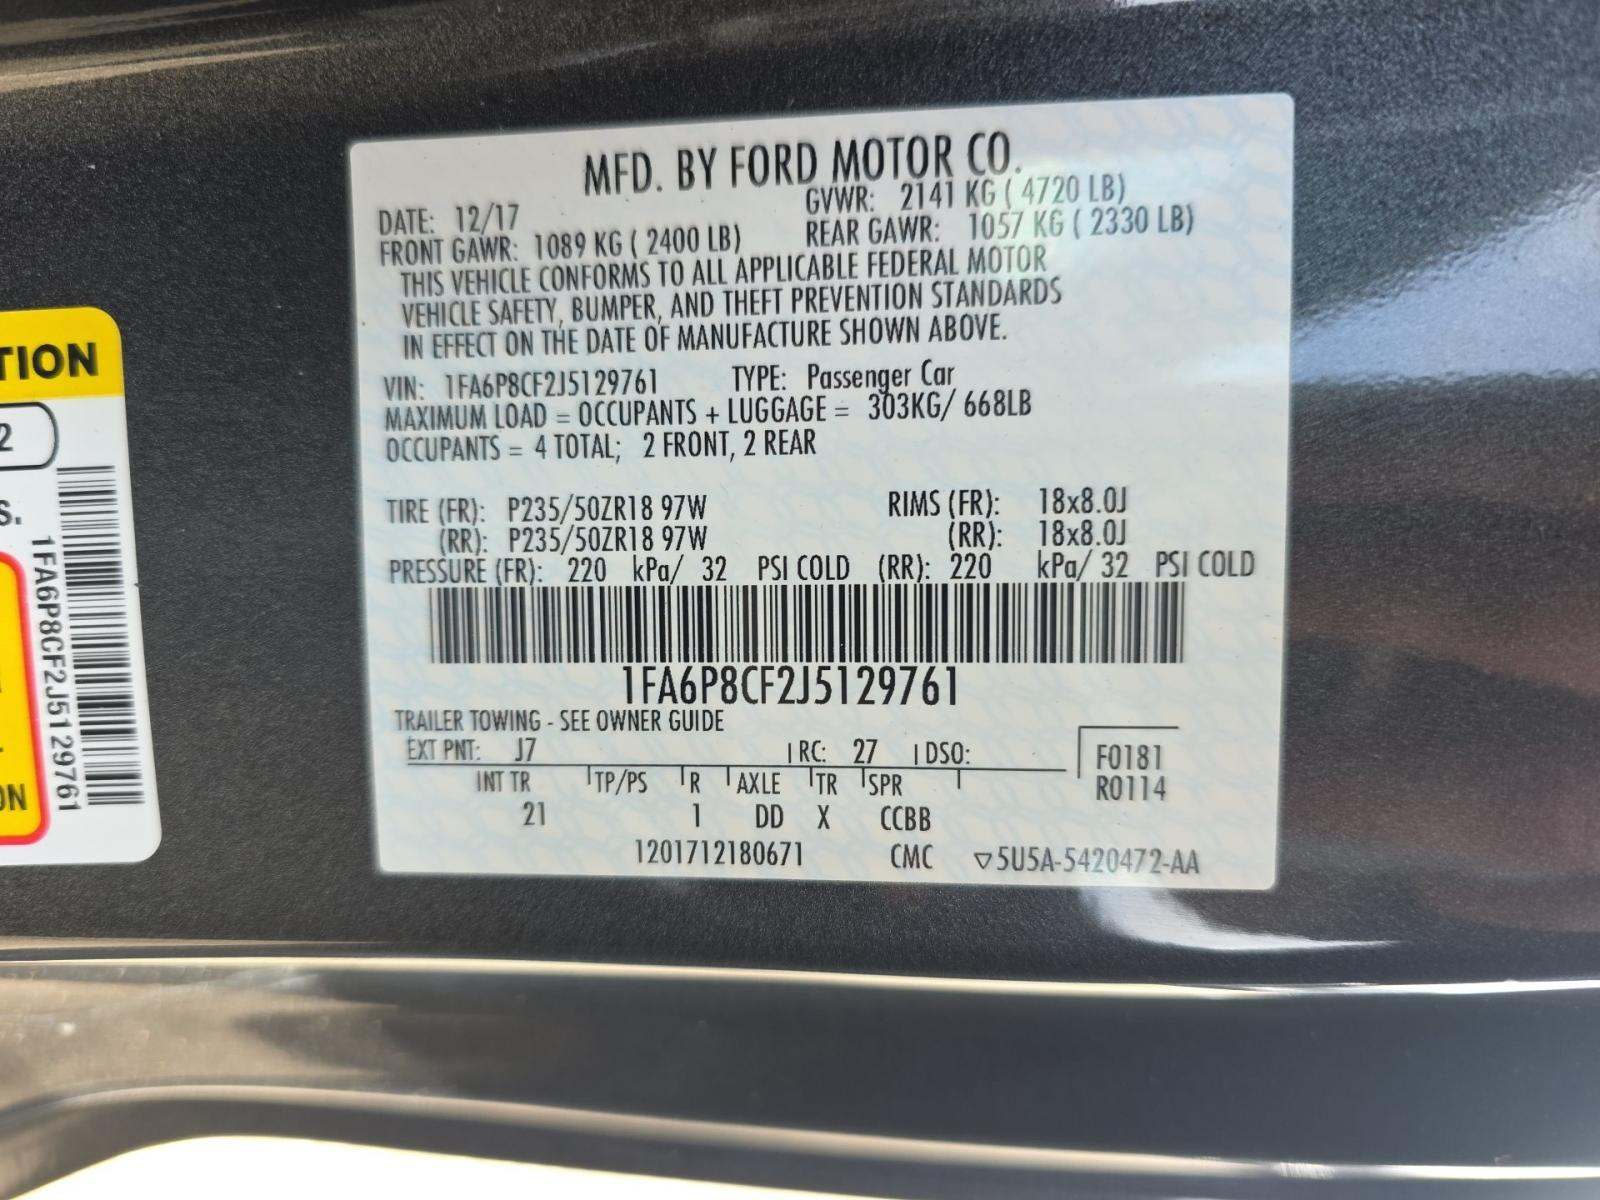 MFD. BY FORD MOTOR CO.
DATE: 12/17 GVWR: 2141 KG ( 4720 LB)
FRONT GAWR: 1089 KG ( 2400 LB) REAR GAWR: 1057 KG ( 2330 LB)
THIS VEHICLE CONFORMS TO ALL APPLICABLE FEDERAL MOTOR
VEHICLE SAFETY, BUMPER, AND THEFT PREVENTION STANDARDS
IN EFFECT ON THE DATE OF MANUFACTURE SHOWN ABOVE.
VIN: 1FA6P8CF2J5129761 TYPE: Passenger Car
MAXIMUM LOAD = OCCUPANTS + LUGGAGE = 303KG/ 668LB
OCCUPANTS = 4 TOTAL; 2 FRONT, 2 REAR
TIRE (FR): P235/50ZR18 97W RIMS (FR): 18x8.0J
(RR): P235/50ZR18 97W (RR): 18x8.0J
PRESSURE (FR): 220 kPa/ 32 PSI COLD (RR): 220 kPa/ 32 PSI COLD
1FA6P8CF2J5129761
TRAILER TOWING - SEE OWNER GUIDE
EXT PNT: J7 RC: 27 DSO: F0181
R0114
INT TR TP/PS R AXLE TR SPR
21 1 DD X CCBB
1201712180671 CMC ▽5U5A-5420472-AA
TION
2
S.
1FA6P8CF2J5129761
ON